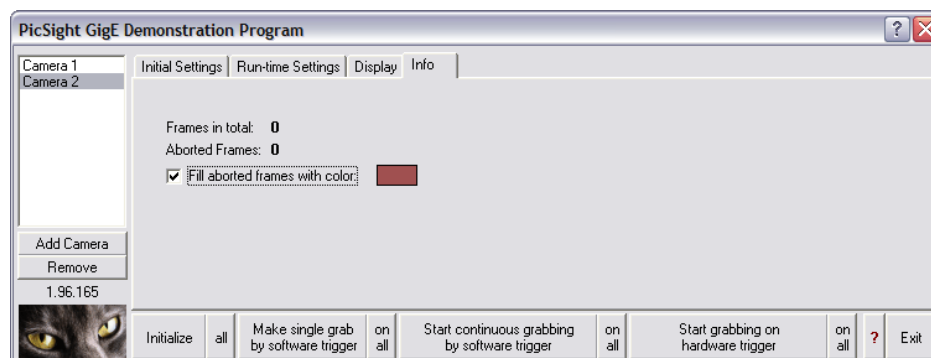 PicSight GigE Demonstration Program
?
Camera 1
Camera 2
Initial Settings
Run-time Settings
Display
Info
Frames in total: 0
Aborted Frames: 0
Fill aborted frames with color:
Add Camera
Remove
1.96.165
Initialize
all
Make single grab
by software trigger
on
all
Start continuous grabbing
by software trigger
on
all
Start grabbing on
hardware trigger
on
all
?
Exit